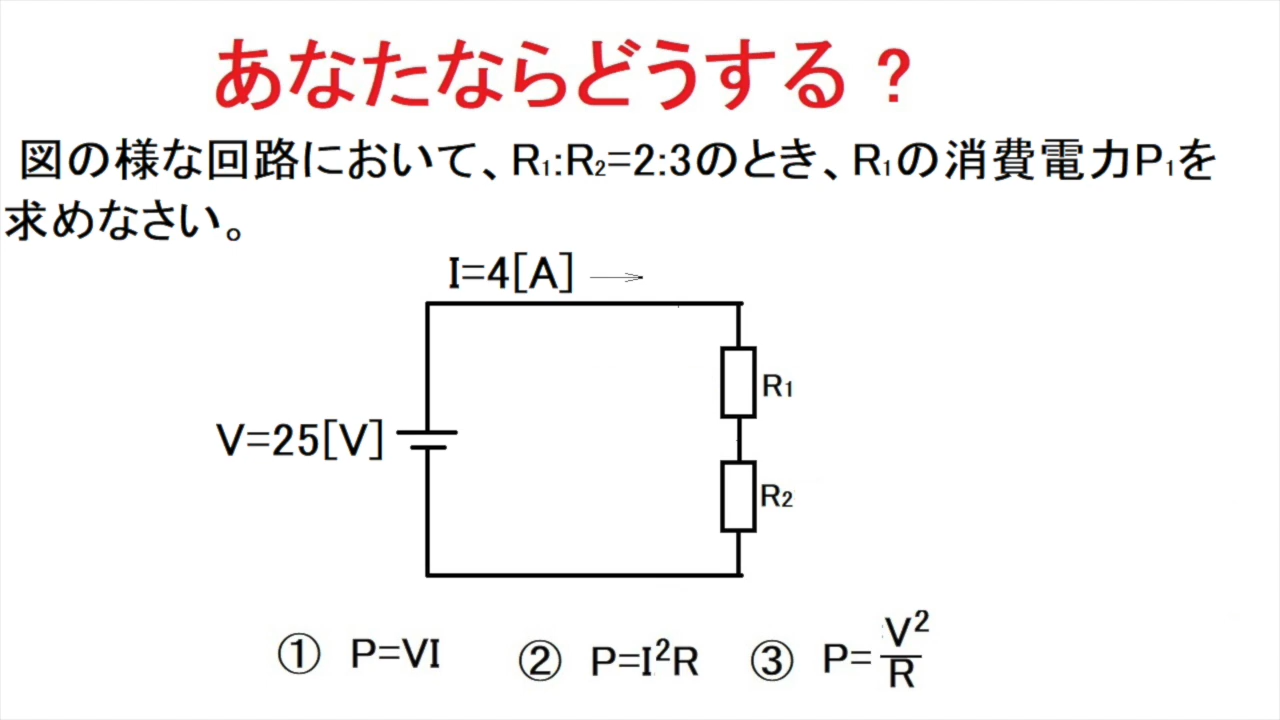 あなたならどうする？
図の様な回路において、R₁:R₂=2:3のとき、R₁の消費電力P₁を
求めなさい。
I=4[A]
R₁
V=25[V]
R₂
① P=VI ② P=I²R ③ P=V²/R